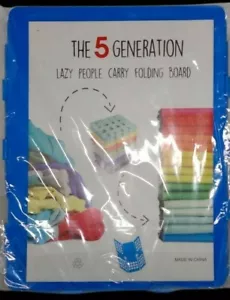 THE 5 GENERATION
LAZY PEOPLE CARRY FOLDING BOARD
MADE IN CHINA